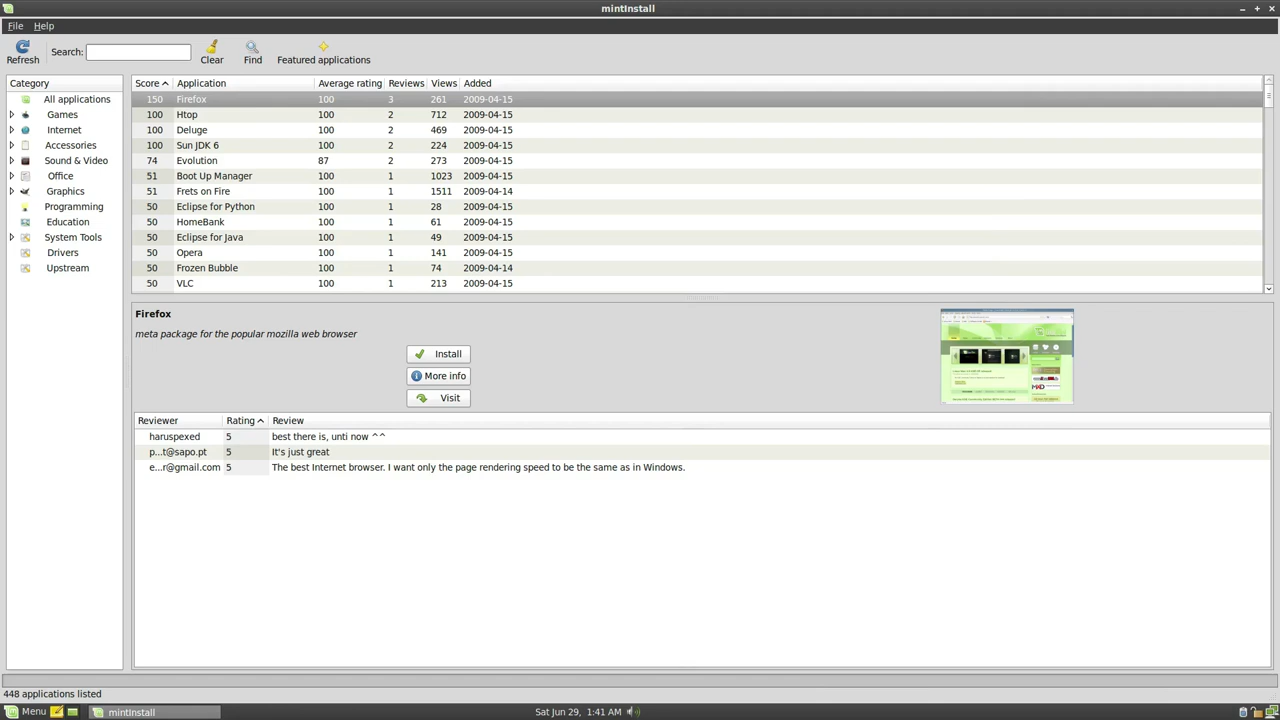 mintInstall
File Help
Refresh Search: Clear Find Featured applications
Category
All applications
Games
Internet
Accessories
Sound & Video
Office
Graphics
Programming
Education
System Tools
Drivers
Upstream
Score Application Average rating Reviews Views Added
150 Firefox 100 3 261 2009-04-15
100 Htop 100 2 712 2009-04-15
100 Deluge 100 2 469 2009-04-15
100 Sun JDK 6 100 2 224 2009-04-15
74 Evolution 87 2 273 2009-04-15
51 Boot Up Manager 100 1 1023 2009-04-15
51 Frets on Fire 100 1 1511 2009-04-14
50 Eclipse for Python 100 1 28 2009-04-15
50 HomeBank 100 1 61 2009-04-15
50 Eclipse for Java 100 1 49 2009-04-15
50 Opera 100 1 141 2009-04-15
50 Frozen Bubble 100 1 74 2009-04-14
50 VLC 100 1 213 2009-04-15
Firefox
meta package for the popular mozilla web browser
Install
More info
Visit
Reviewer Rating Review
haruspexed 5 best there is, unti now ^^
p...t@sapo.pt 5 It's just great
e...r@gmail.com 5 The best Internet browser. I want only the page rendering speed to be the same as in Windows.
448 applications listed
Menu mintInstall Sat Jun 29, 1:41 AM